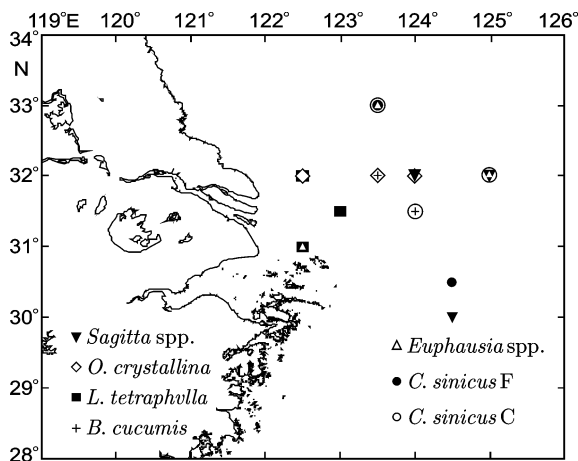 119°E 120° 121° 122° 123° 124° 125° 126°
34°
N
33°
32°
31°
30°
29°
28°
Sagitta spp.
O. crystallina
L. tetraphvlla
B. cucumis
Euphausia spp.
C. sinicus F
C. sinicus C